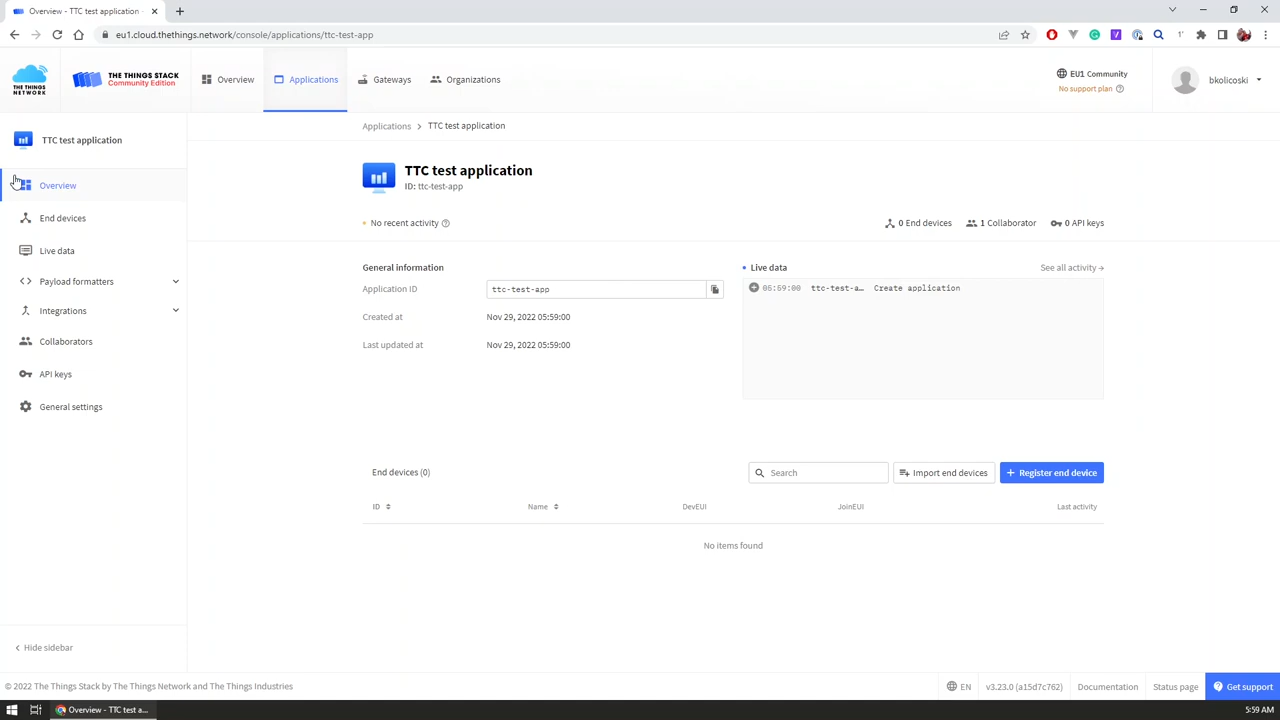 Overview - TTC test application
eu1.cloud.thethings.network/console/applications/ttc-test-app
THE THINGS NETWORK
THE THINGS STACK
Community Edition
Overview
Applications
Gateways
Organizations
EU1 Community
No support plan
bkolicoski
TTC test application
Overview
End devices
Live data
Payload formatters
Integrations
Collaborators
API keys
General settings
Hide sidebar
Applications > TTC test application
TTC test application
ID: ttc-test-app
No recent activity
0 End devices
1 Collaborator
0 API keys
General information
Application ID ttc-test-app
Created at Nov 29, 2022 05:59:00
Last updated at Nov 29, 2022 05:59:00
Live data
See all activity →
05:59:00 ttc-test-a… Create application
End devices (0)
Search
Import end devices
+ Register end device
ID Name DevEUI JoinEUI Last activity
No items found
© 2022 The Things Stack by The Things Network and The Things Industries
EN
v3.23.0 (a15d7c762)
Documentation
Status page
Get support
Overview - TTC test a...
5:59 AM